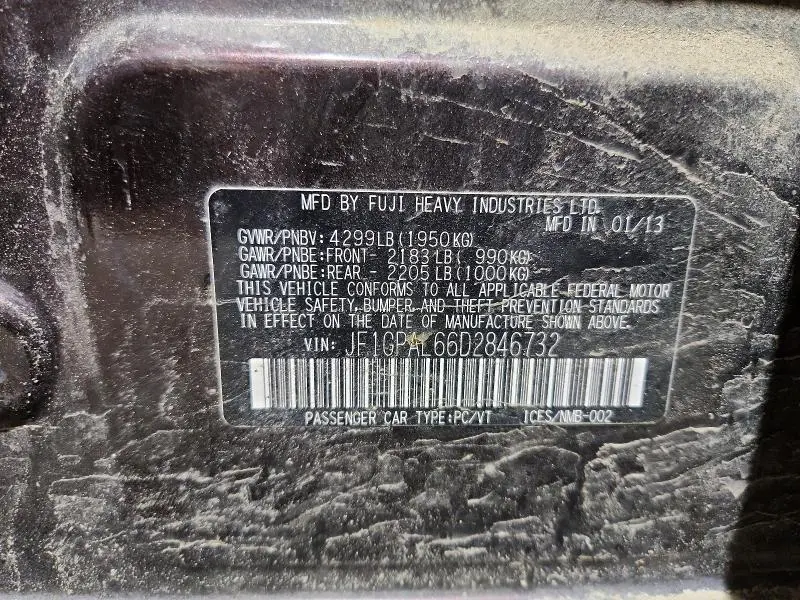 MFD BY FUJI HEAVY INDUSTRIES LTD.
MFD IN 01/13
GVWR/PNBV: 4299LB(1950KG)
GAWR/PNBE:FRONT- 2183LB( 990KG)
GAWR/PNBE:REAR - 2205LB(1000KG)
THIS VEHICLE CONFORMS TO ALL APPLICABLE FEDERAL MOTOR
VEHICLE SAFETY, BUMPER, AND THEFT PREVENTION STANDARDS
IN EFFECT ON THE DATE OF MANUFACTURE SHOWN ABOVE.
VIN: JF1GPAL66D2846732
PASSENGER CAR TYPE:PC/VT ICES/NMB-002